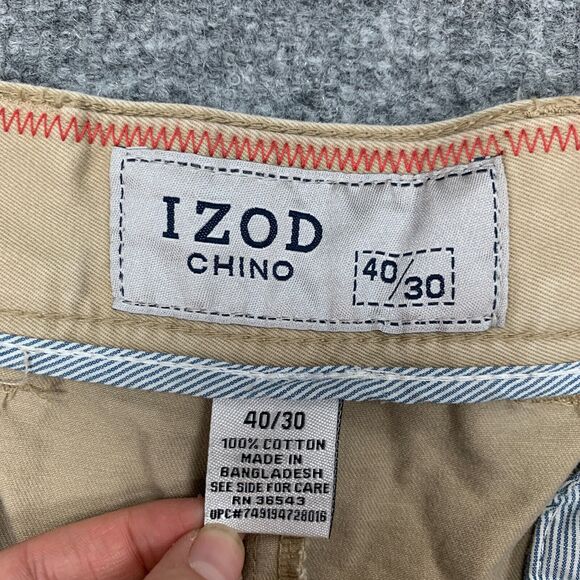 IZOD
CHINO
40/30
40/30
100% COTTON
MADE IN
BANGLADESH
SEE SIDE FOR CARE
RN 36543
UPC#749194728016